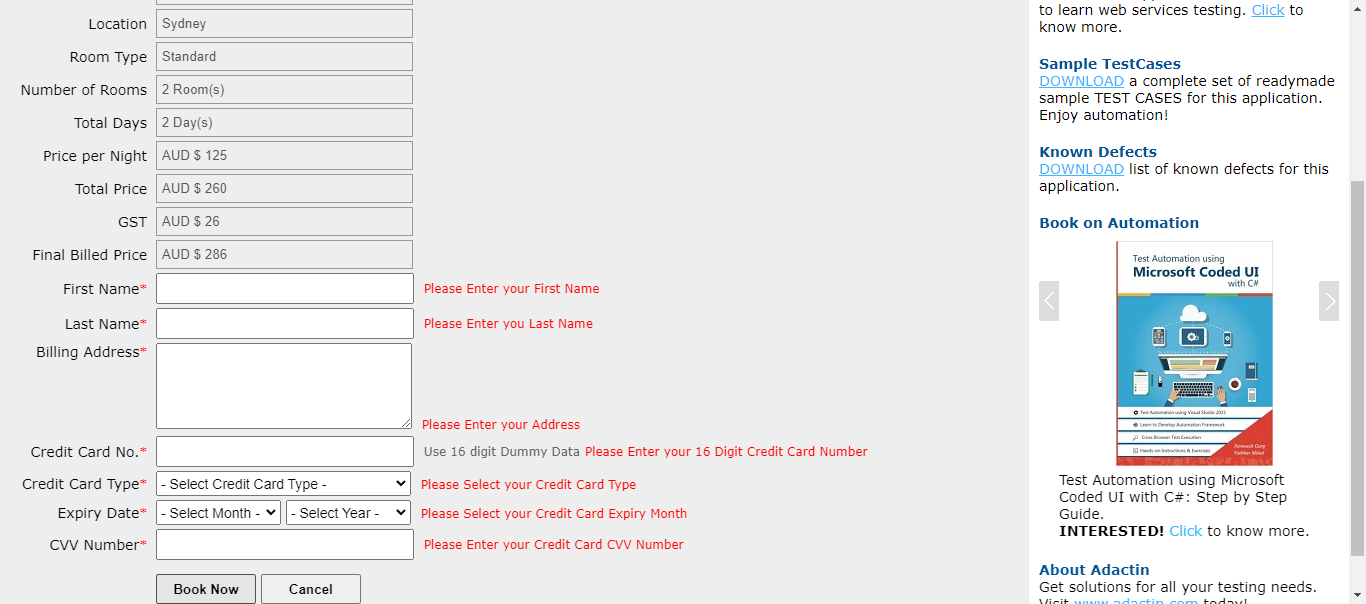 Location Sydney
Room Type Standard
Number of Rooms 2 Room(s)
Total Days 2 Day(s)
Price per Night AUD $ 125
Total Price AUD $ 260
GST AUD $ 26
Final Billed Price AUD $ 286
First Name* Please Enter your First Name
Last Name* Please Enter you Last Name
Billing Address* Please Enter your Address
Credit Card No.* Use 16 digit Dummy Data Please Enter your 16 Digit Credit Card Number
Credit Card Type* - Select Credit Card Type - Please Select your Credit Card Type
Expiry Date* - Select Month - - Select Year - Please Select your Credit Card Expiry Month
CVV Number* Please Enter your Credit Card CVV Number
Book Now Cancel
to learn web services testing. Click to
know more.
Sample TestCases
DOWNLOAD a complete set of readymade
sample TEST CASES for this application.
Enjoy automation!
Known Defects
DOWNLOAD list of known defects for this
application.
Book on Automation
Test Automation using
Microsoft Coded UI
with C#
Test Automation using Visual Studio 2015
Learn to Develop Automation Framework
Cross Browser Test Execution
Hands-on Instructions & Exercises
Navneesh Garg
Vaibhav Mittal
Test Automation using Microsoft
Coded UI with C#: Step by Step
Guide.
INTERESTED! Click to know more.
About Adactin
Get solutions for all your testing needs.
Visit www.adactin.com today!